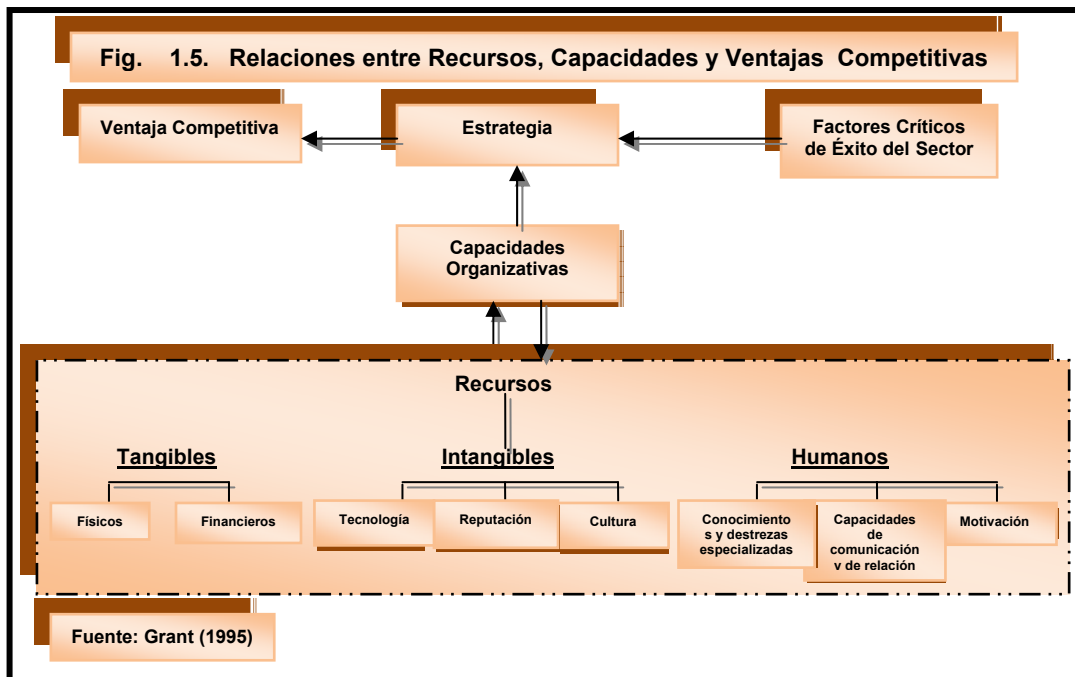 Fig. 1.5. Relaciones entre Recursos, Capacidades y Ventajas Competitivas
Ventaja Competitiva
Estrategia
Factores Críticos
de Éxito del Sector
Capacidades
Organizativas
Recursos
Tangibles
Intangibles
Humanos
Físicos
Financieros
Tecnología
Reputación
Cultura
Conocimiento
s y destrezas
especializadas
Capacidades
de
comunicación
y de relación
Motivación
Fuente: Grant (1995)